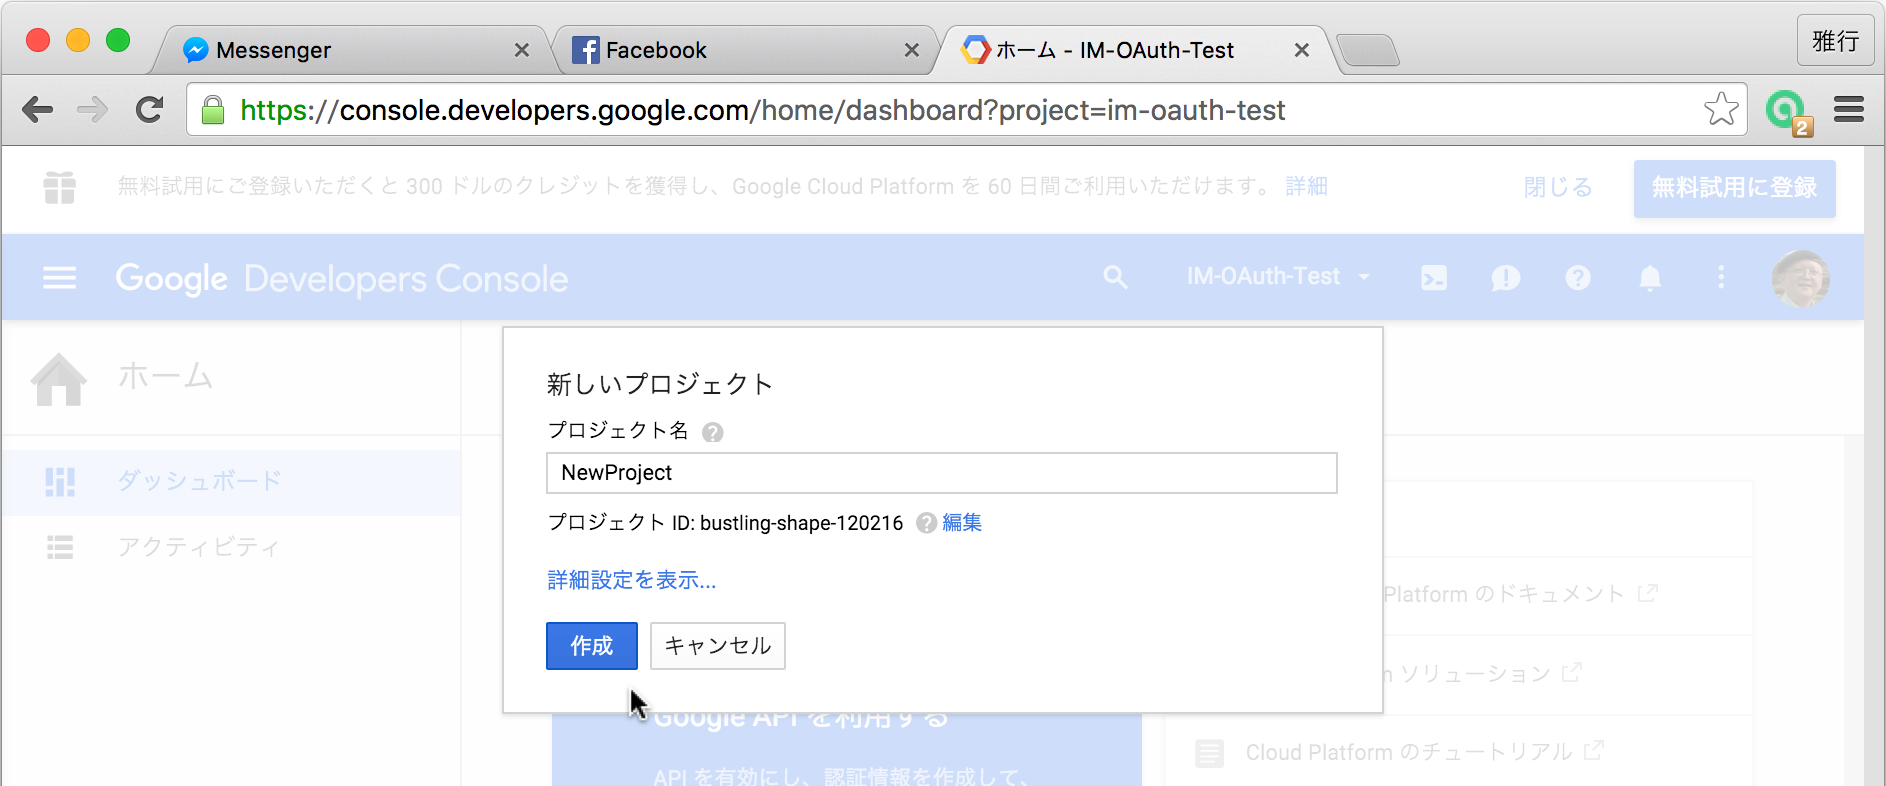 Messenger
Facebook
ホーム - IM-OAuth-Test
雅行
https://console.developers.google.com/home/dashboard?project=im-oauth-test
2
無料試用にご登録いただくと 300 ドルのクレジットを獲得し、Google Cloud Platform を 60 日間ご利用いただけます。 詳細
閉じる
無料試用に登録
Google Developers Console
IM-OAuth-Test
ホーム
ダッシュボード
アクティビティ
新しいプロジェクト
プロジェクト名
NewProject
プロジェクト ID: bustling-shape-120216 編集
詳細設定を表示...
作成
キャンセル
Platform のドキュメント
ソリューション
Cloud Platform のチュートリアル
Google API を利用する
API を有効にし、認証情報を作成して、